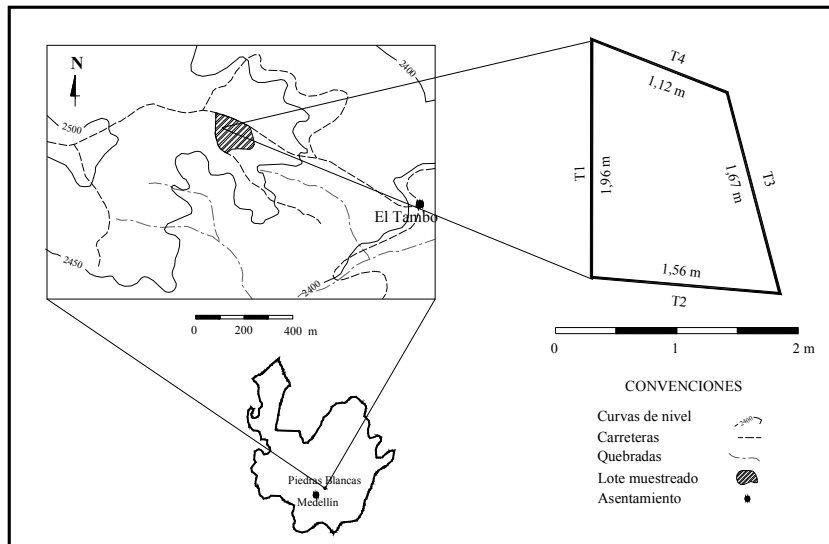 N
2400
2500
El Tambo
2450
2400
0 200 400 m
T4
1,12 m
T1
1,96 m
1,67 m
T3
1,56 m
T2
0 1 2 m
Piedras Blancas
Medellín
CONVENCIONES
Curvas de nivel 2400
Carreteras
Quebradas
Lote muestreado
Asentamiento